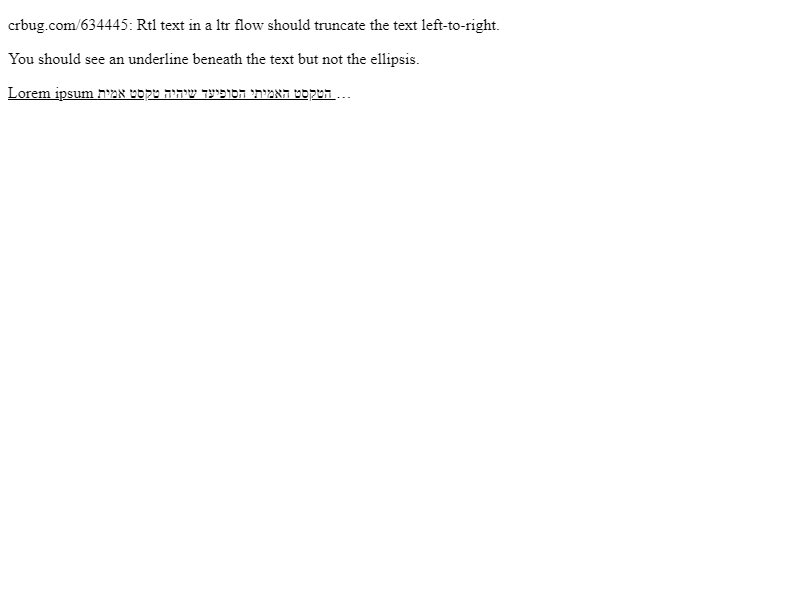 crbug.com/634445: Rtl text in a ltr flow should truncate the text left-to-right.
You should see an underline beneath the text but not the ellipsis.
Lorem ipsum הטקסט האמיתי הסופיעד שיהיה טקסט אמית …